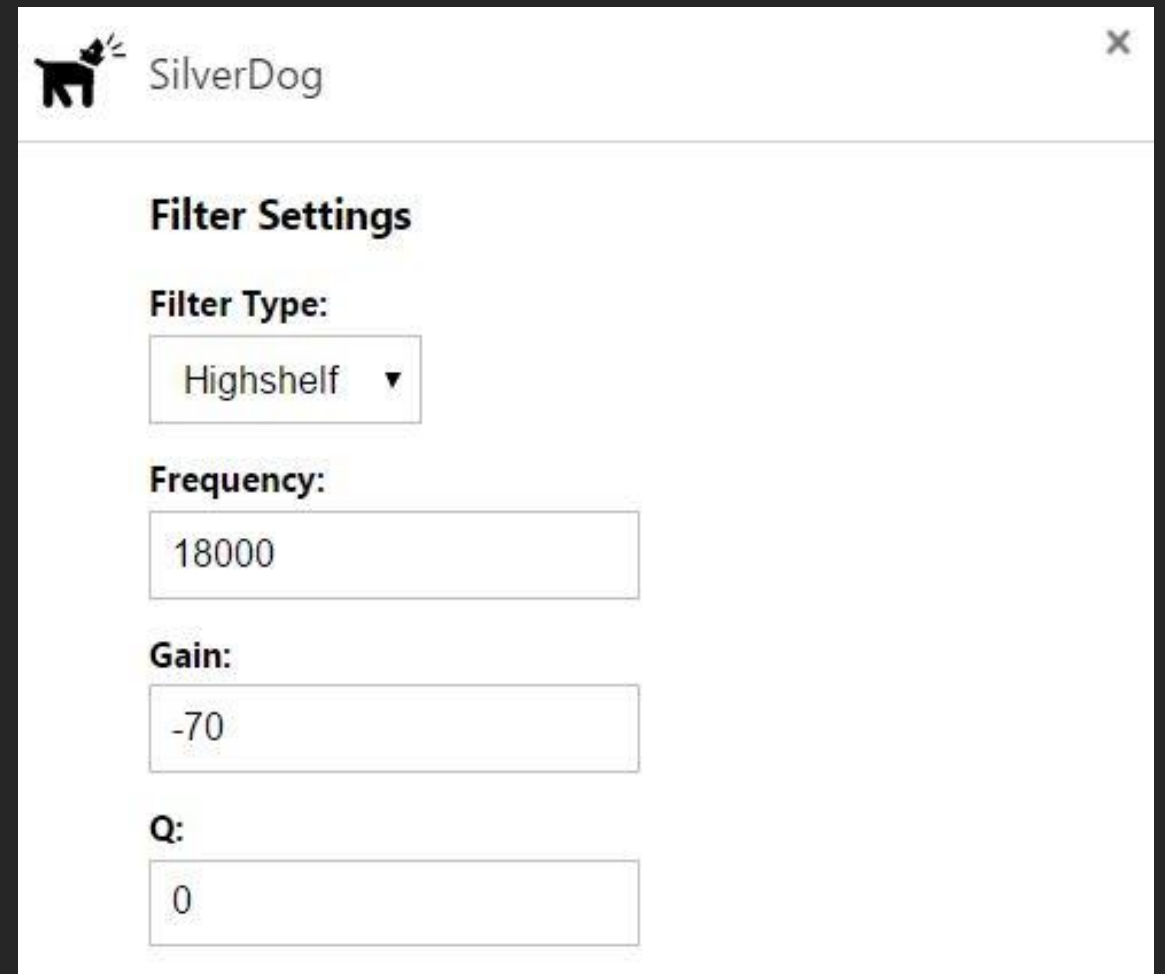 SilverDog
×
Filter Settings
Filter Type:
Highshelf ▼
Frequency:
18000
Gain:
-70
Q:
0